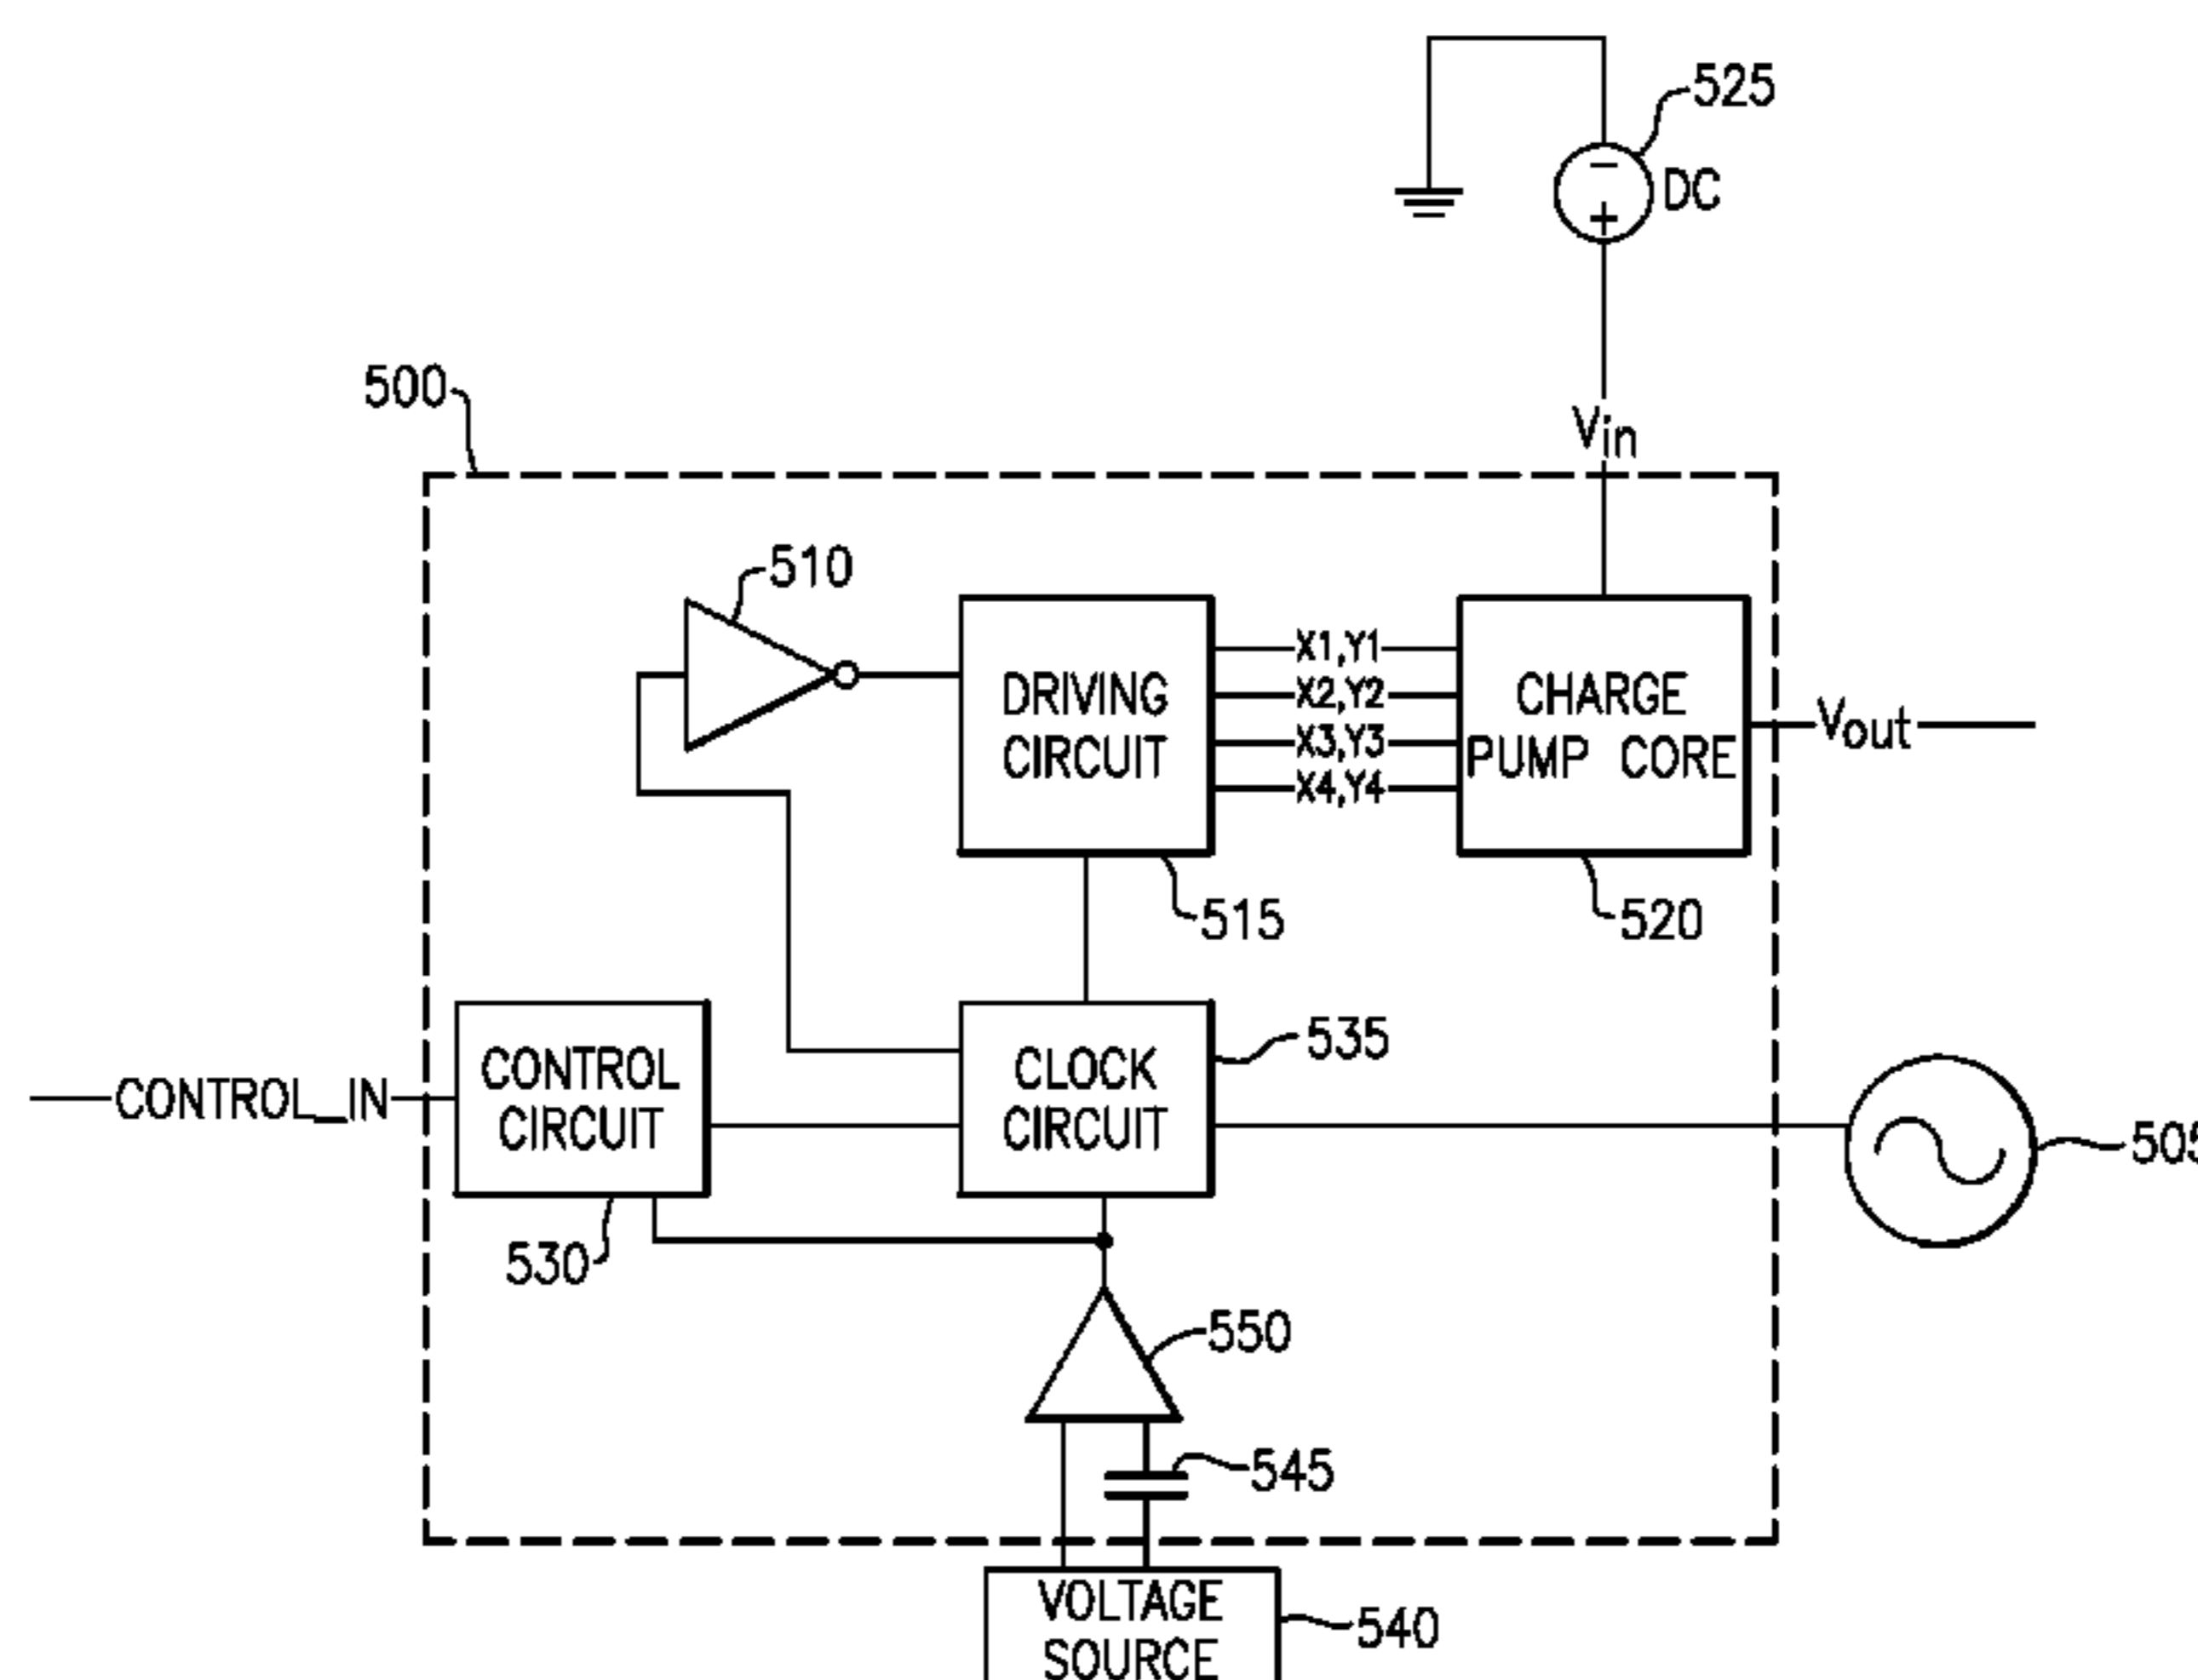 525
DC
Vin
500
510
DRIVING
CIRCUIT
X1,Y1
X2,Y2
X3,Y3
X4,Y4
CHARGE
PUMP CORE
Vout
515
520
CONTROL_IN
CONTROL
CIRCUIT
CLOCK
CIRCUIT
535
505
530
550
545
VOLTAGE
SOURCE
540